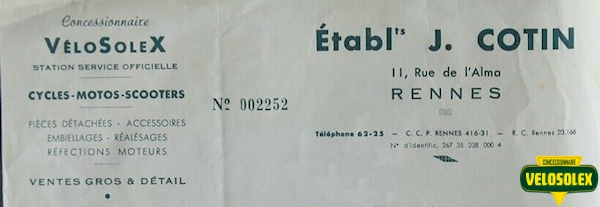 Concessionnaire
VÉLOSOLEX
STATION SERVICE OFFICIELLE
CYCLES-MOTOS-SCOOTERS
PIÈCES DÉTACHÉES - ACCESSOIRES
EMBIELLAGES - RÉALÉSAGES
RÉFECTIONS MOTEURS
VENTES GROS & DÉTAIL
Nº 002252
Établts J. COTIN
11, Rue de l'Alma
RENNES
Téléphone 62-25 - C. C. P. RENNES 416-31 - R. C. Rennes 23.166
Nº d'identific, 267 35 238 000 4
CONCESSIONNAIRE
VELOSOLEX